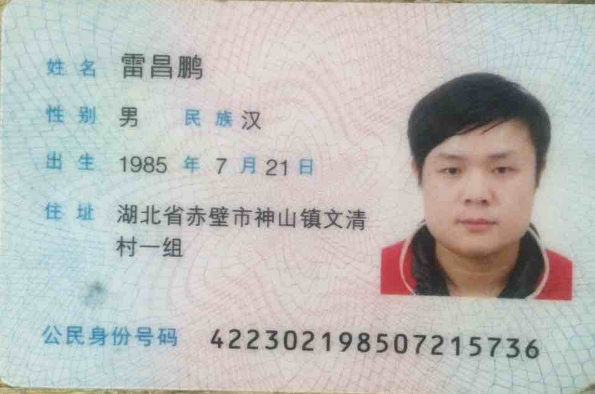 姓名 雷昌鹏
性别 男 民族 汉
出生 1985 年 7 月 21 日
住址 湖北省赤壁市神山镇文清
村一组
公民身份号码 422302198507215736